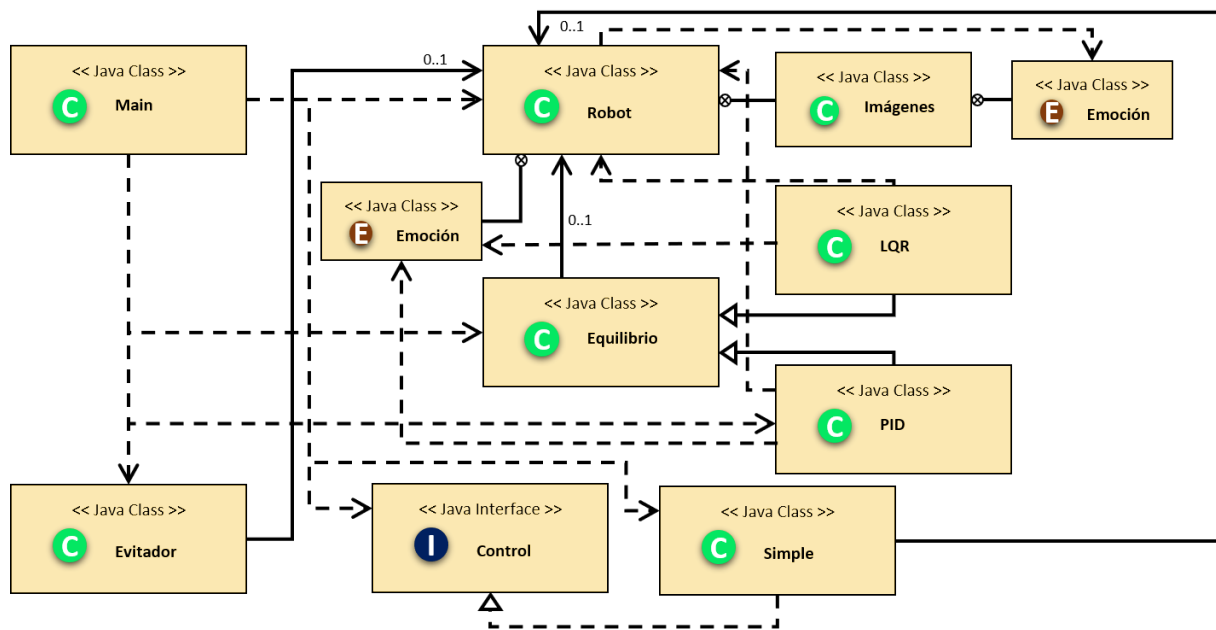 0..1
0..1
<< Java Class >>
C
Main
<< Java Class >>
C
Robot
<< Java Class >>
C
Imágenes
<< Java Class >>
E
Emoción
<< Java Class >>
E
Emoción
0..1
<< Java Class >>
C
LQR
<< Java Class >>
C
Equilibrio
<< Java Class >>
C
PID
<< Java Class >>
C
Evitador
<< Java Interface >>
I
Control
<< Java Class >>
C
Simple